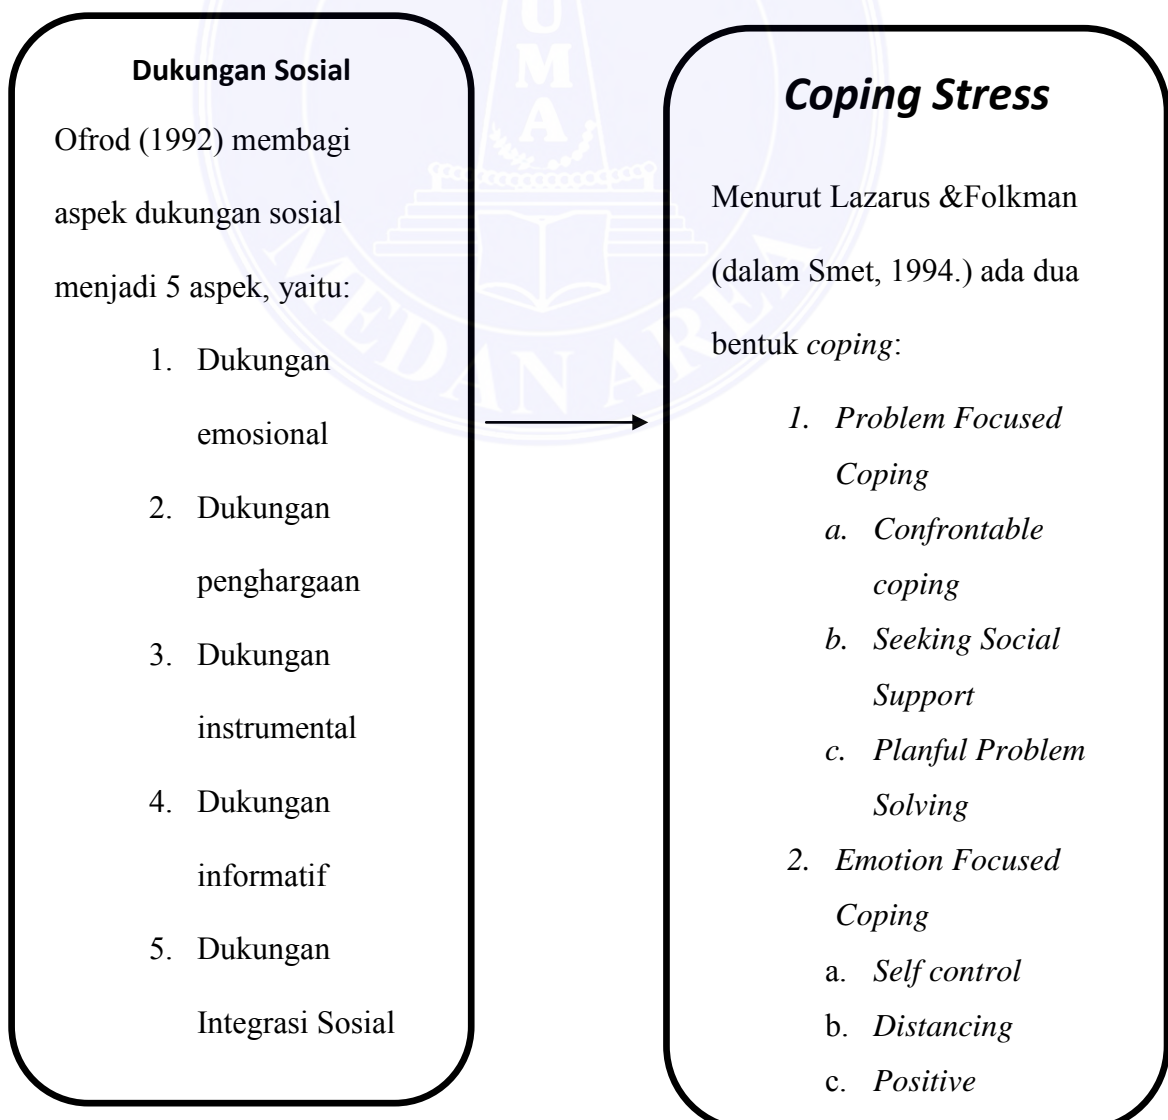 UMA
MEDAN AREA
Dukungan Sosial
Ofrod (1992) membagi
aspek dukungan sosial
menjadi 5 aspek, yaitu:
1. Dukungan
emosional
2. Dukungan
penghargaan
3. Dukungan
instrumental
4. Dukungan
informatif
5. Dukungan
Integrasi Sosial
Coping Stress
Menurut Lazarus &Folkman
(dalam Smet, 1994.) ada dua
bentuk coping:
1. Problem Focused
Coping
a. Confrontable
coping
b. Seeking Social
Support
c. Planful Problem
Solving
2. Emotion Focused
Coping
a. Self control
b. Distancing
c. Positive